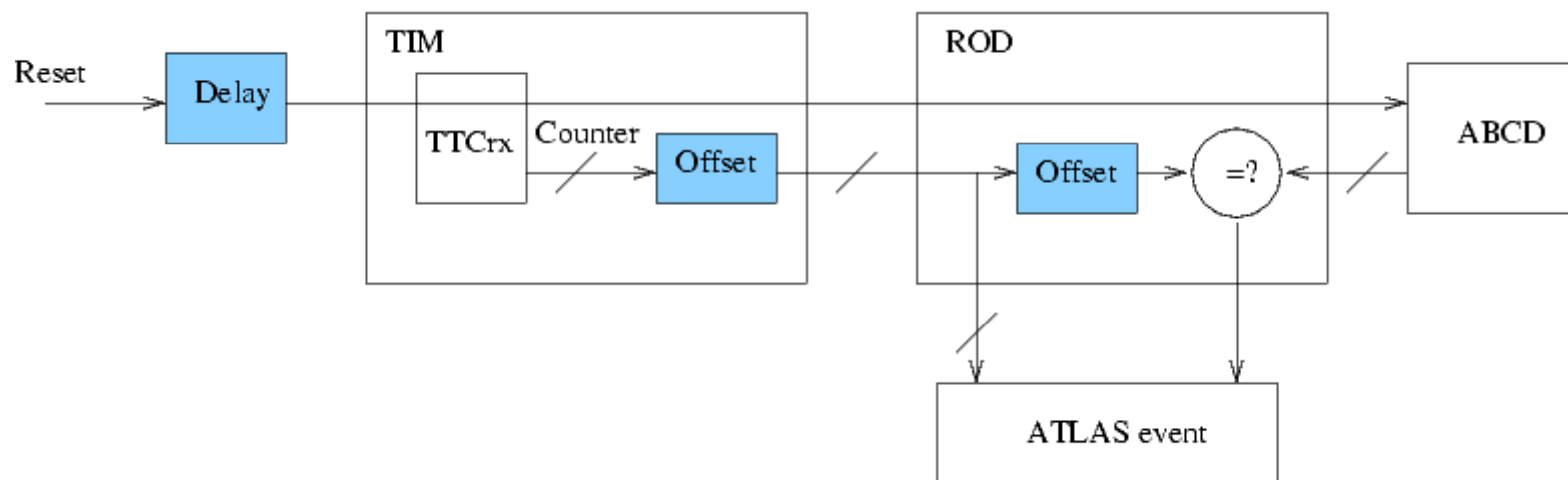 TIM
ROD
Reset
Delay
TTCrx
Counter
Offset
Offset
=?
ABCD
ATLAS event